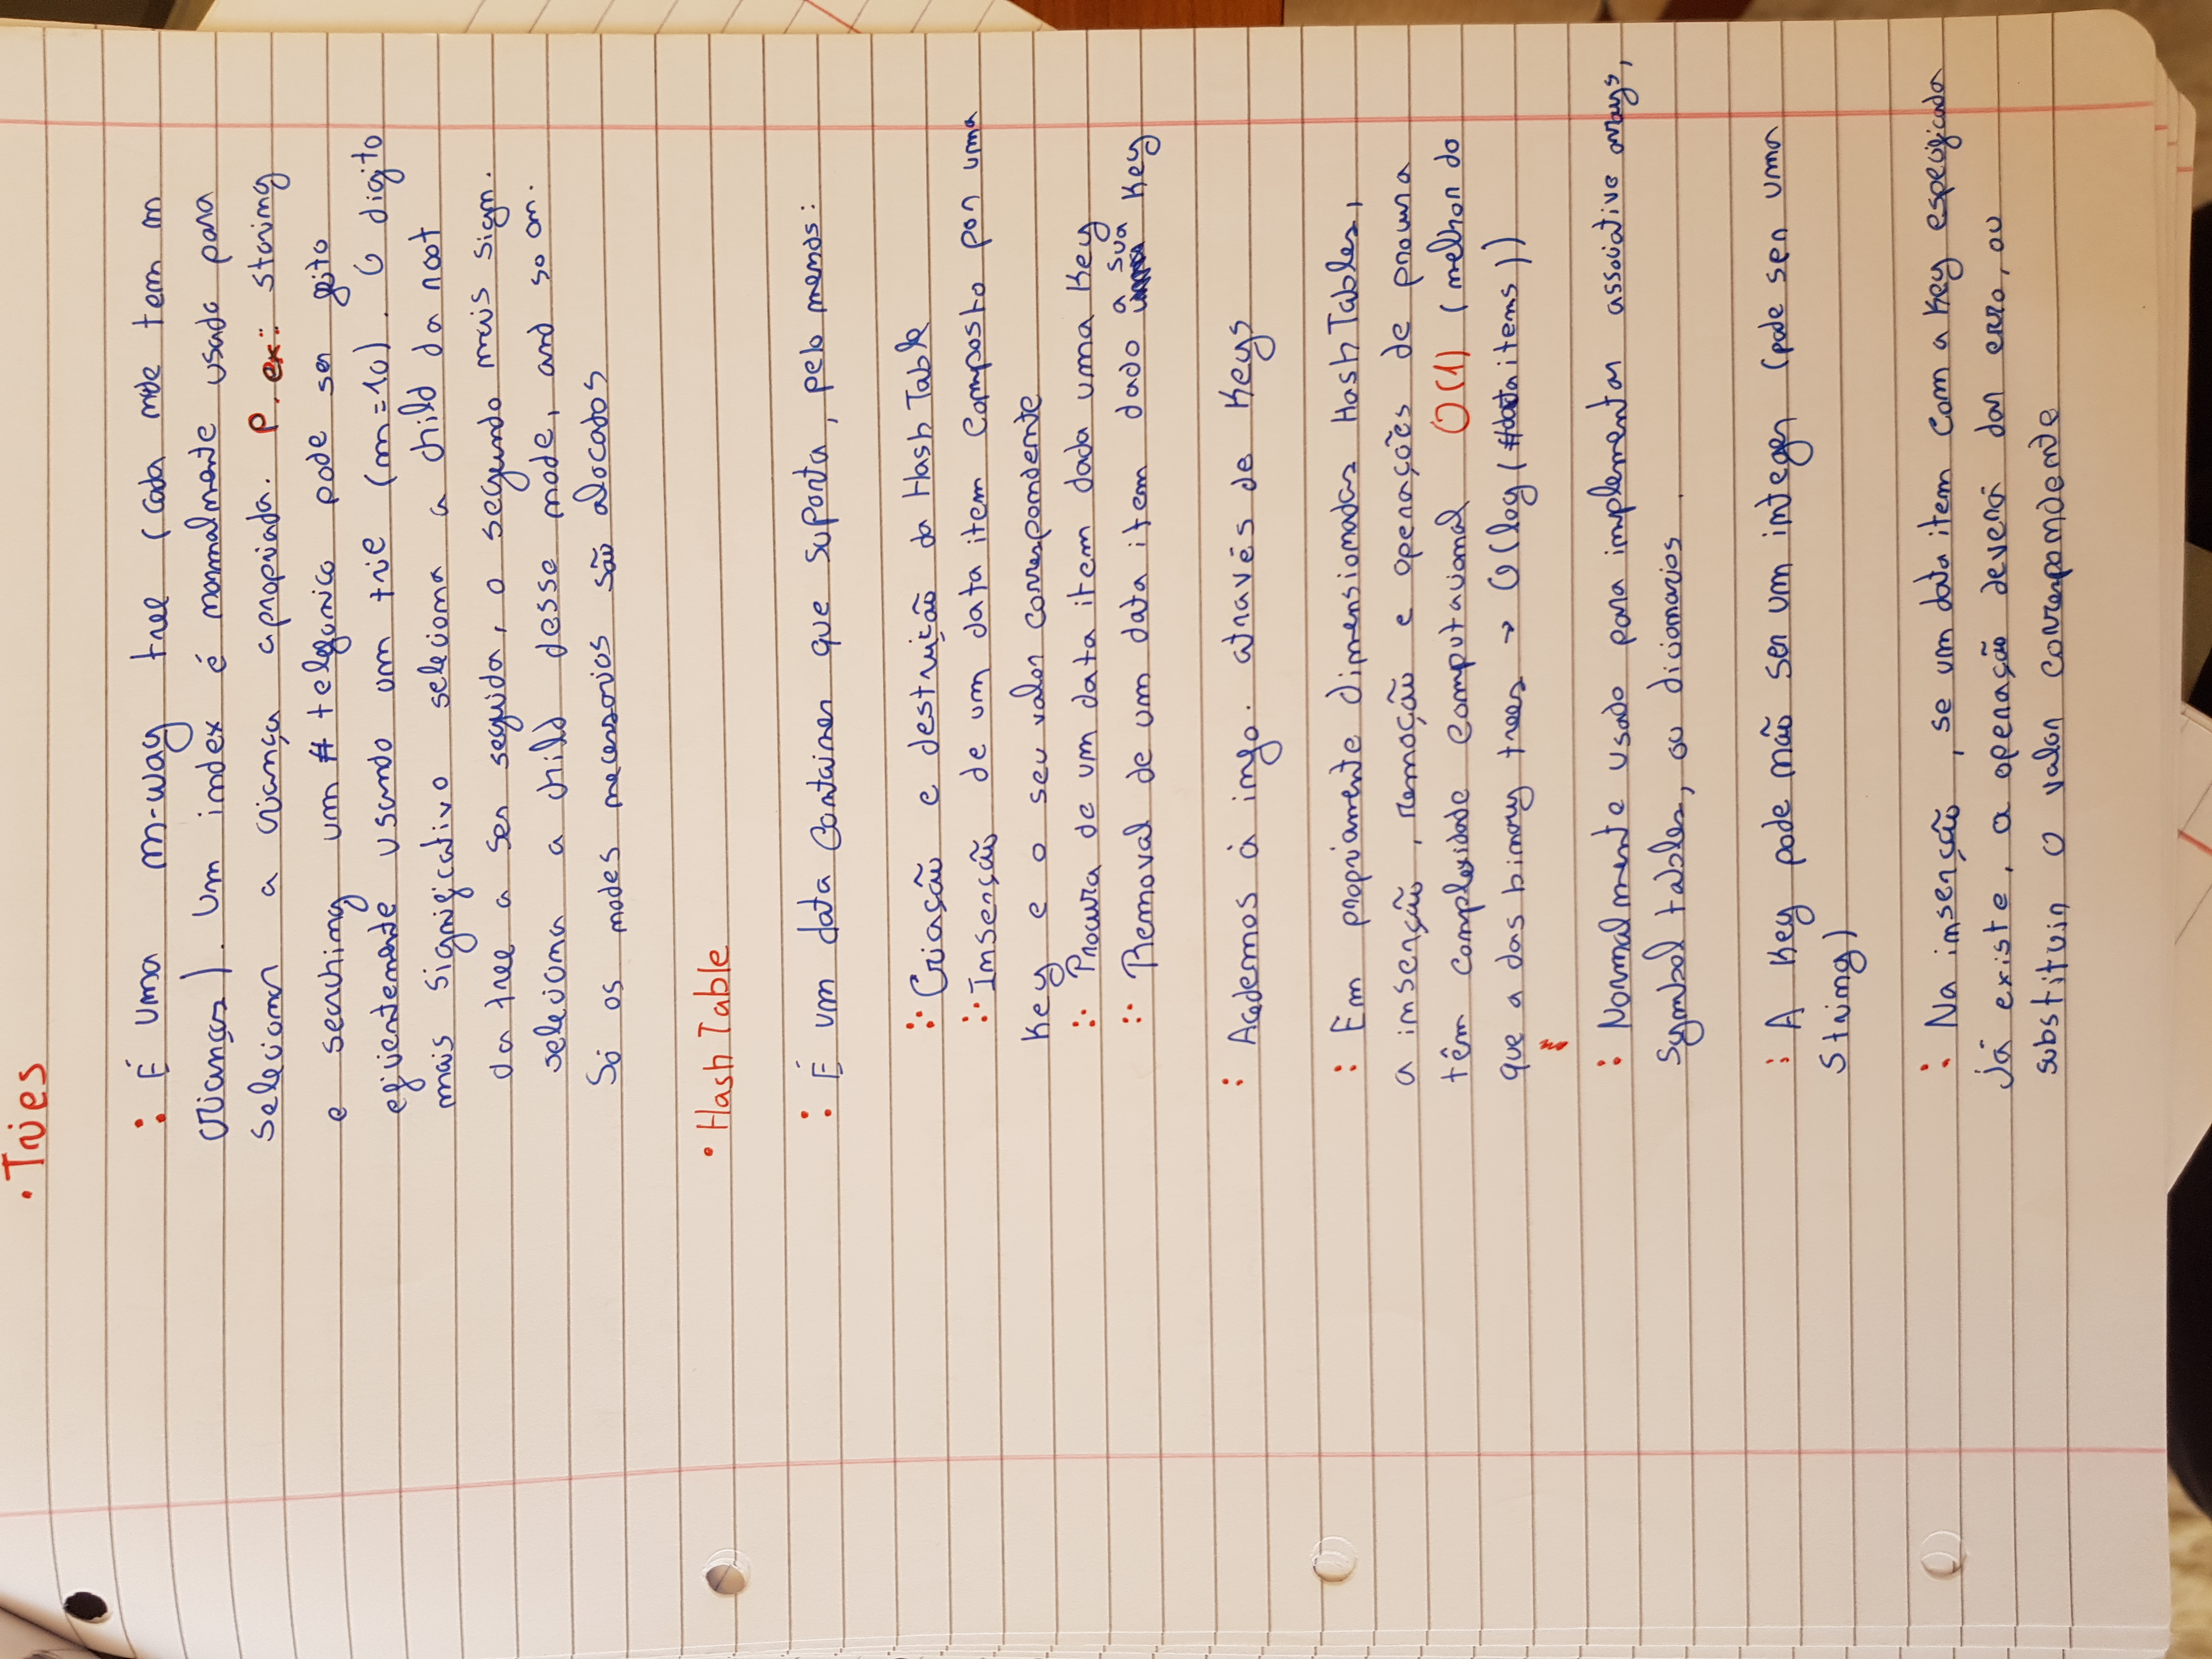 • Tries
: É uma m-way tree (cada node tem m
crianças). Um index é normalmente usado para
selecionar a criança apropriada. P. ex: storing
e searching um # telefonico pode ser feito
eficientemente usando um trie (m=10). O digito
mais significativo seleciona a child da root
da tree a ser seguida, o segundo mais sign.
seleciona a child desse node, and so on.
Só os nodes necessarios são alocados
• Hash Table
: É um data container que suporta, pelo menos:
:· Criação e destruição da Hash Table
:· Inserção de um data item composto por uma
key e o seu valor correspondente
:· Procura de um data item dada uma key
:· Removal de um data item dado a sua key
: Acedemos à info. através de keys
: Em propriamente dimensionadas Hash Tables,
a inserção, remoção e operações de procura
têm complexidade computacional O(1) (melhor do
que a das binary trees → O(log(#data items))
: Normalmente usado para implementar associative arrays,
symbol tables, ou dicionarios.
: A key pode não ser um integer (pode ser uma
string)
: Na inserção, se um data item com a key especificada
já existe, a operação deverá dar erro, ou
substituir o valor correspondente